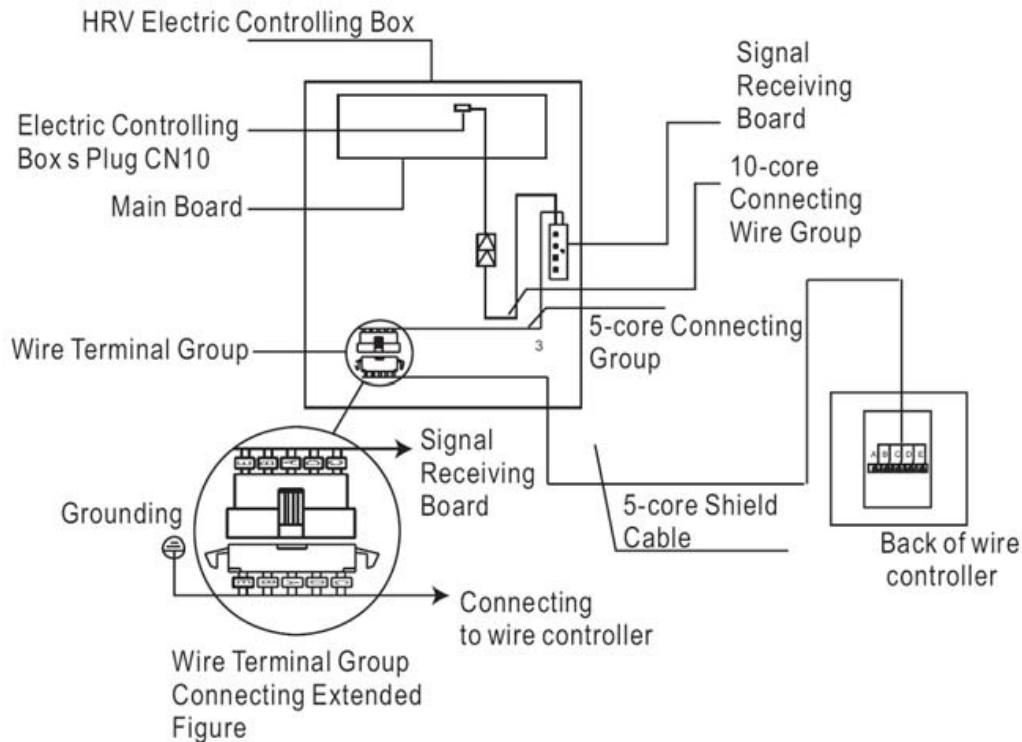 HRV Electric Controlling Box
Signal
Receiving
Board
Electric Controlling
Box s Plug CN10
10-core
Connecting
Wire Group
Main Board
5-core Connecting
Group
3
Wire Terminal Group
A B C D E
Signal
Receiving
Board
Grounding
5-core Shield
Cable
Back of wire
controller
Connecting
to wire controller
Wire Terminal Group
Connecting Extended
Figure